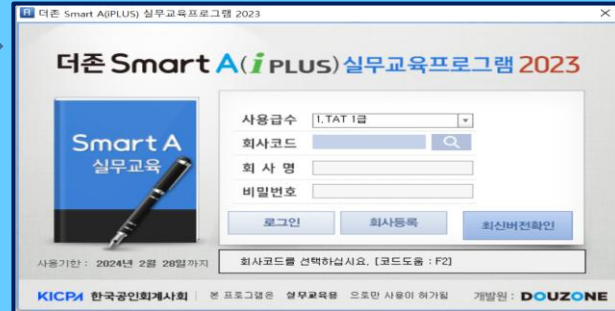 더존 Smart A(iPLUS) 실무교육프로그램 2023
더존 Smart A(i PLUS) 실무교육프로그램 2023
Smart A
실무교육
사용급수 1.TAT 1급
회사코드
회 사 명
비밀번호
로그인 회사등록 최신버전확인
사용기한 : 2024년 2월 28일까지
회사코드를 선택하십시요. [코드도움 : F2]
KICPA 한국공인회계사회 본 프로그램은 실무교육용 으로만 사용이 허가됨 개발원 : DOUZONE